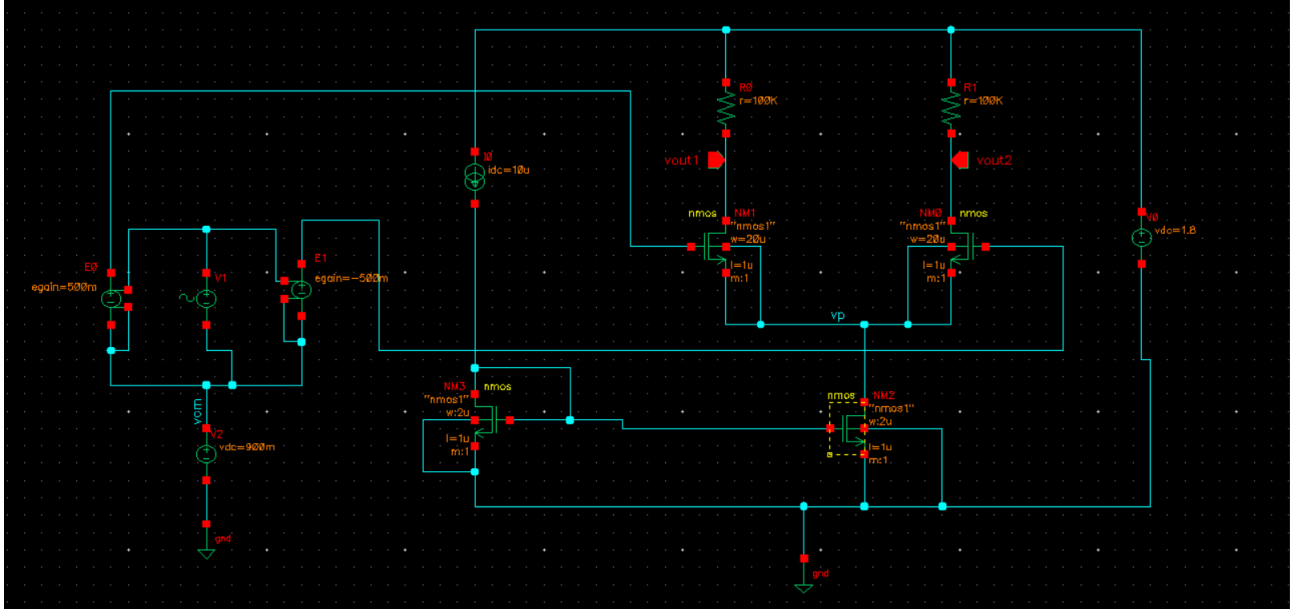 R0
r=100K
R1
r=100K
vout1
vout2
I0
idc=10u
nmos
NM1
"nmos1"
w=20u
l=1u
m:1
NM0
nmos
"nmos1"
w=20u
l=1u
m:1
V0
vdc=1.8
E0
egain=500m
V1
E1
egain=-500m
vp
NM3
nmos
"nmos1"
w:2u
l=1u
m:1
nmos
NM2
"nmos1"
w:2u
l=1u
m:1
vcm
V2
vdc=900m
gnd
gnd